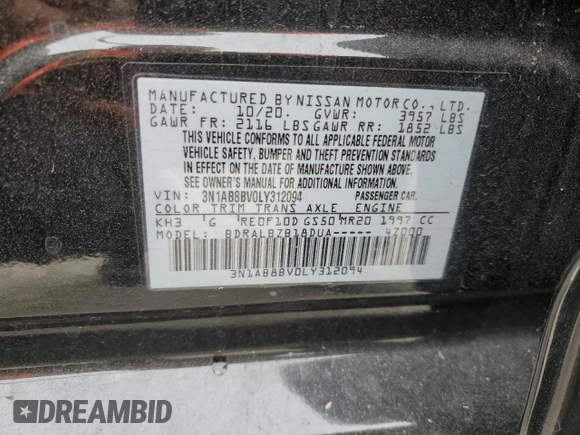 MANUFACTURED BY NISSAN MOTOR CO., LTD.
DATE: 10/20. GVWR: 3957 LBS
GAWR FR: 2116 LBS GAWR RR: 1852 LBS
THIS VEHICLE CONFORMS TO ALL APPLICABLE FEDERAL MOTOR
VEHICLE SAFETY, BUMPER AND THEFT PREVENTION STANDARDS
IN EFFECT ON THE DATE OF MANUFACTURE SHOWN ABOVE.
SEE OWNER'S MANUAL FOR ADDITIONAL INFORMATION.
VIN: 3N1AB8BV0LY312094 PASSENGER CAR.
COLOR TRIM TRANS AXLE ENGINE
KH3 G RE0F10D GS50 MR20 1997 CC
MODEL: BDRALBZB18DUA----- 4Z000
3N1AB8BV0LY312094
DREAMBID